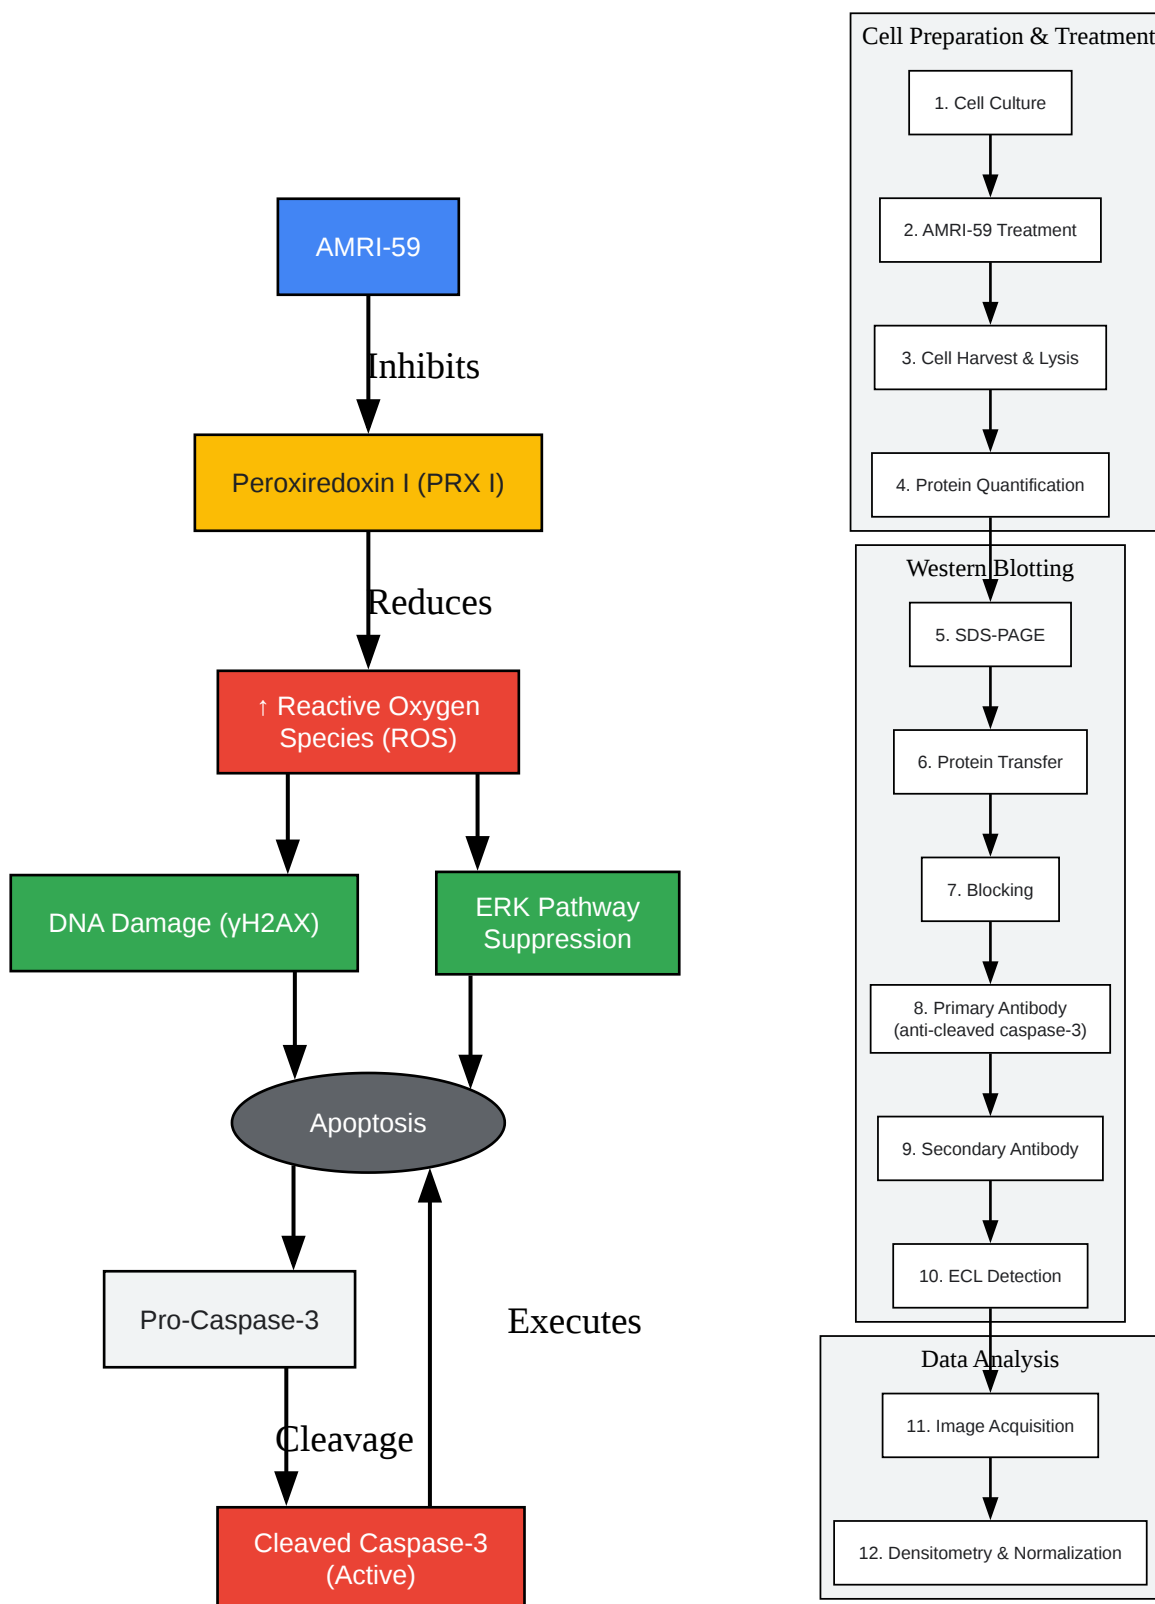 AMRI-59
Inhibits
Peroxiredoxin I (PRX I)
Reduces
↑ Reactive Oxygen
Species (ROS)
DNA Damage (γH2AX)
ERK Pathway
Suppression
Apoptosis
Pro-Caspase-3
Executes
Cleavage
Cleaved Caspase-3
(Active)
Cell Preparation & Treatment
1. Cell Culture
2. AMRI-59 Treatment
3. Cell Harvest & Lysis
4. Protein Quantification
Western Blotting
5. SDS-PAGE
6. Protein Transfer
7. Blocking
8. Primary Antibody
(anti-cleaved caspase-3)
9. Secondary Antibody
10. ECL Detection
Data Analysis
11. Image Acquisition
12. Densitometry & Normalization